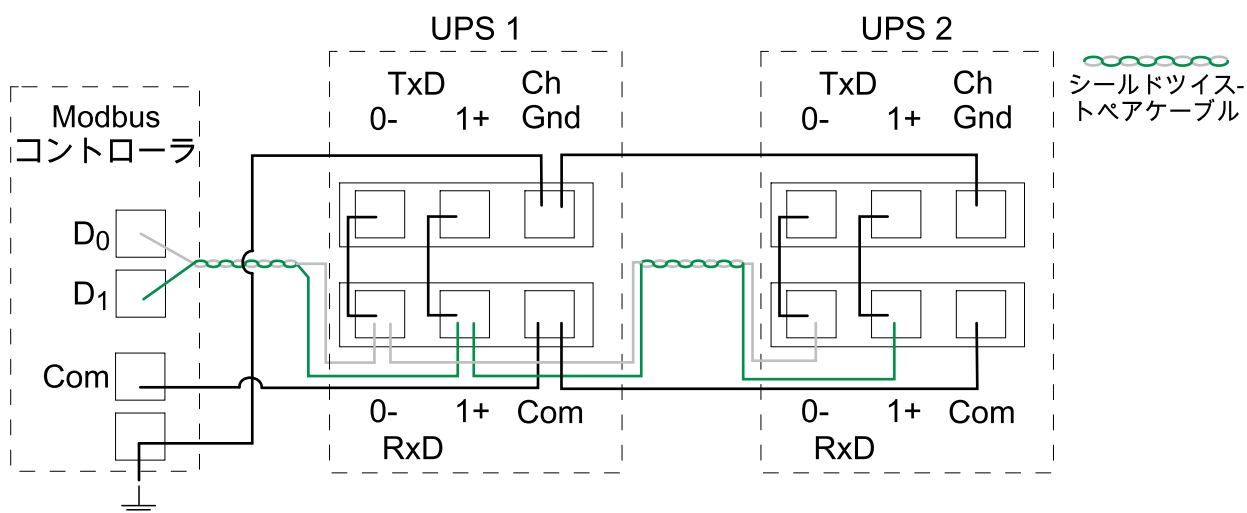 UPS 1
UPS 2
TxD
Ch
Gnd
0-
1+
TxD
Ch
Gnd
0-
1+
シールドツイス-
トペアケーブル
Modbus
コントローラ
D0
D1
Com
0-
1+
Com
RxD
0-
1+
Com
RxD